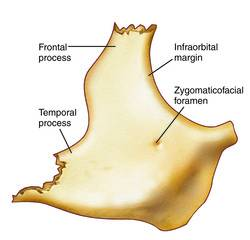 Frontal
process
Infraorbital
margin
Zygomaticofacial
foramen
Temporal
process